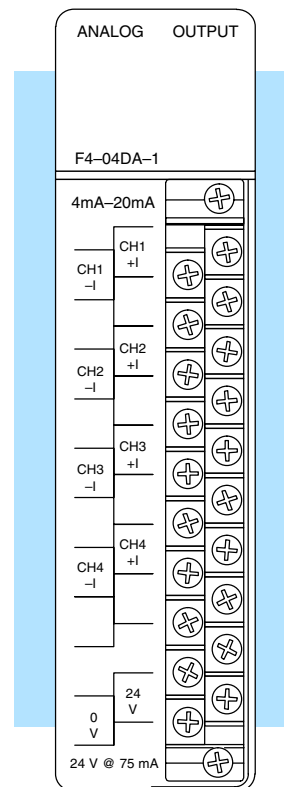 ANALOG OUTPUT
F4–04DA–1
4mA–20mA
CH1
+I
CH1
–I
CH2
+I
CH2
–I
CH3
+I
CH3
–I
CH4
+I
CH4
–I
24
V
0
V
24 V @ 75 mA